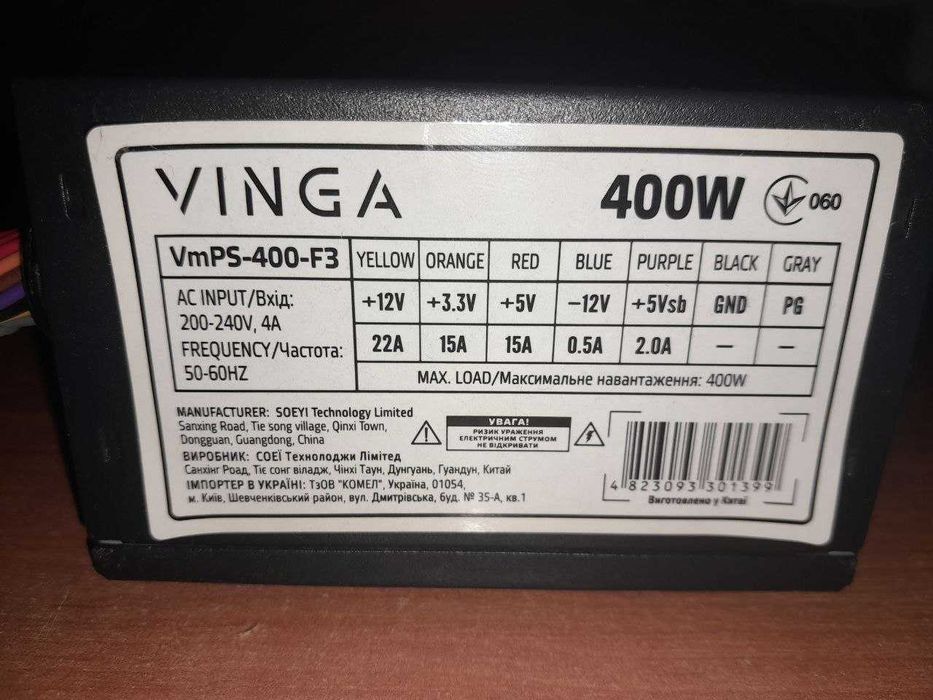 VINGA 400W 060
VmPS-400-F3 YELLOW ORANGE RED BLUE PURPLE BLACK GRAY
AC INPUT/Вхід:
200-240V, 4A
FREQUENCY/Частота:
50-60HZ
+12V +3.3V +5V −12V +5Vsb GND PG
22A 15A 15A 0.5A 2.0A — —
MAX. LOAD/Максимальне навантаження: 400W
MANUFACTURER: SOEYI Technology Limited
Sanxing Road, Tie song village, Qinxi Town,
Dongguan, Guangdong, China
ВИРОБНИК: СОЕЇ Технолоджи Лімітед
Санхінг Роад, Тіє сонг віладж, Чінхі Таун, Дунгуань, Гуандун, Китай
ІМПОРТЕР В УКРАЇНІ: ТзОВ "КОМЕЛ", Україна, 01054,
м. Київ, Шевченківський район, вул. Дмитрівська, буд. № 35-А, кв.1
УВАГА!
РИЗИК УРАЖЕННЯ
ЕЛЕКТРИЧНИМ СТРУМОМ
НЕ ВІДКРИВАТИ
4 823093 301399
Виготовлено у Китаї